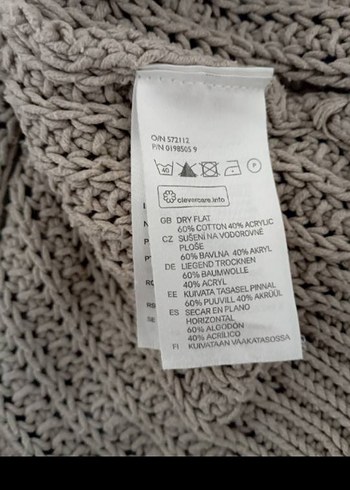 O/N 572112
P/N 0198505 9
40 P
clevercare.info
GB DRY FLAT
60% COTTON 40% ACRYLIC
CZ SUŠENÍ NA VODOROVNÉ
PLOŠE
60% BAVLNA 40% AKRYL
DE LIEGEND TROCKNEN
60% BAUMWOLLE
40% ACRYL
EE KUIVATA TASASEL PINNAL
60% PUUVILL 40% AKRÜÜL
ES SECAR EN PLANO
HORIZONTAL
60% ALGODÓN
40% ACRÍLICO
FI KUIVATAAN VAAKATASOSSA